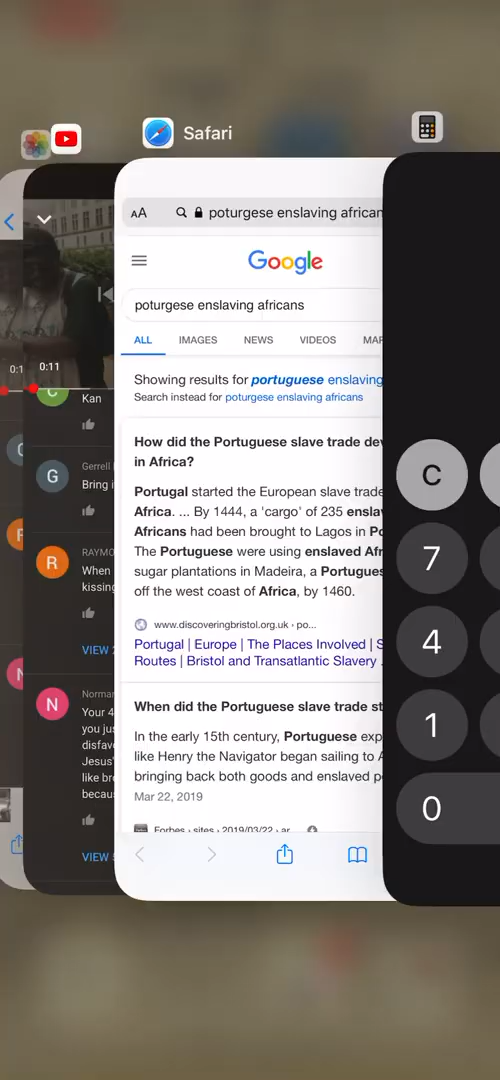 Safari
AA poturgese enslaving african
Google
poturgese enslaving africans
ALL IMAGES NEWS VIDEOS MAP
Showing results for portuguese enslaving
Search instead for poturgese enslaving africans
How did the Portuguese slave trade dev
in Africa?
Portugal started the European slave trade
Africa. ... By 1444, a 'cargo' of 235 ensla
Africans had been brought to Lagos in Po
The Portuguese were using enslaved Afr
sugar plantations in Madeira, a Portugues
off the west coast of Africa, by 1460.
www.discoveringbristol.org.uk › po...
Portugal | Europe | The Places Involved | S
Routes | Bristol and Transatlantic Slavery
When did the Portuguese slave trade st
In the early 15th century, Portuguese exp
like Henry the Navigator began sailing to A
bringing back both goods and enslaved p
Mar 22, 2019
Forbes › sites › 2019/03/22 › ar
0:1
0:11
C
Kan
G
Gerrell
Bring i
R
RAYMO
When
kissing
VIEW 2
N
Norman
Your 4
you jus
disfav
Jesus'
like bre
becau
VIEW
C
7
4
1
0